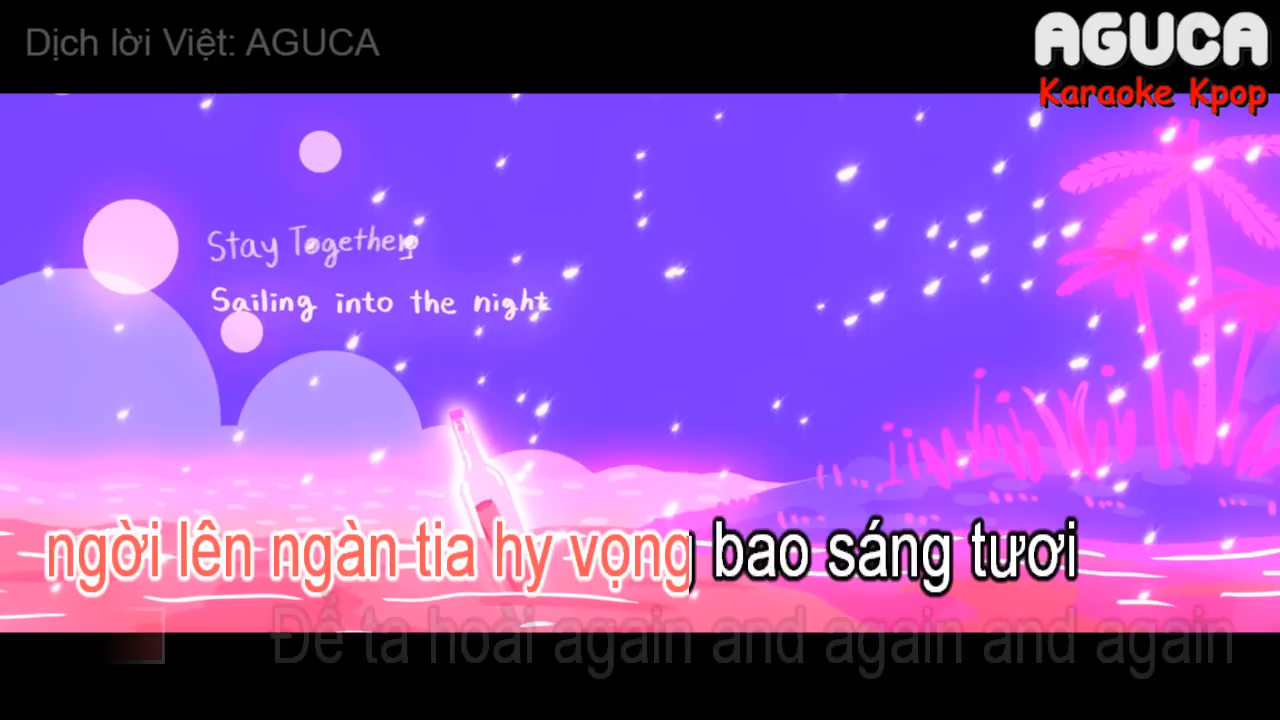 Dịch lời Việt: AGUCA
AGUCA
Karaoke Kpop
Stay Together
Sailing into the night
ngời lên ngàn tia hy vọng bao sáng tươi
Để ta hoài again and again and again